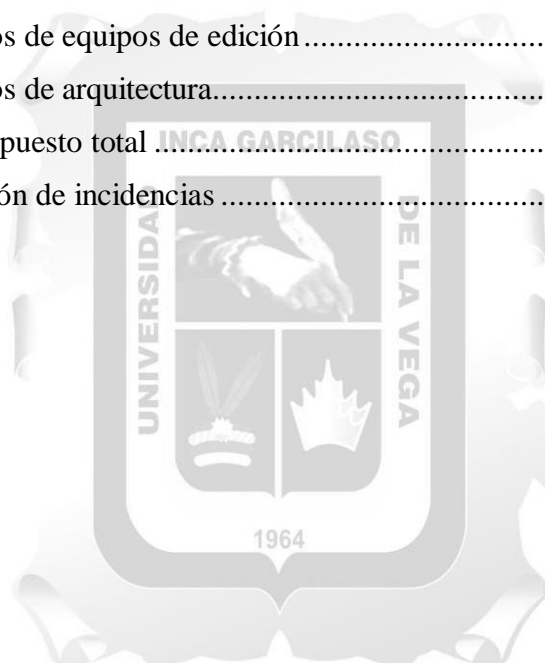 os de equipos de edición..............................
os de arquitectura............................................
puesto total ....................................................
ón de incidencias ..........................................
INCA GARCILASO
UNIVERSIDAD
DE LA VEGA
1964